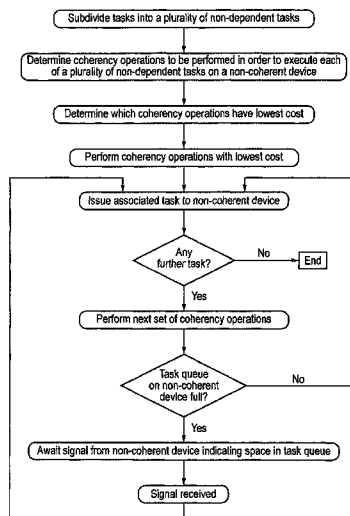 Subdivide tasks into a plurality of non-dependent tasks
Determine coherency operations to be performed in order to execute each
of a plurality of non-dependent tasks on a non-coherent device
Determine which coherency operations have lowest cost
Perform coherency operations with lowest cost
Issue associated task to non-coherent device
Any
further task?
No
End
Yes
Perform next set of coherency operations
Task queue
on non-coherent
device full?
No
Yes
Await signal from non-coherent device indicating space in task queue
Signal received